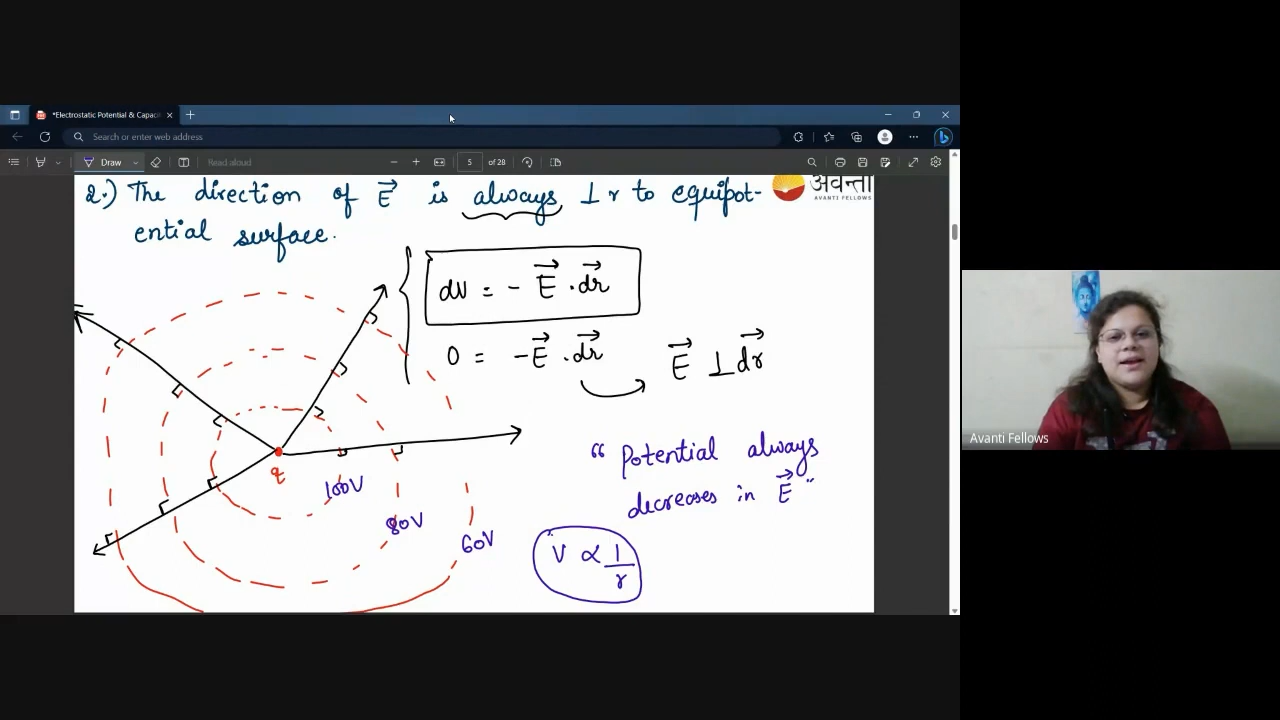 *Electrostatic Potential & Capac
Search or enter web address
Draw
Read aloud
5
of 28
2.) The direction of E⃗ is always ⊥ r to equipot-
ential surface.
अवन्ती
AVANTI FELLOWS
dV = - E⃗ . dr⃗
0 = -E⃗ . dr⃗
E⃗ ⊥ dr⃗
q
100V
80V
60V
“ Potential always
decreases in E⃗ ”
V ∝ 1/r
Avanti Fellows